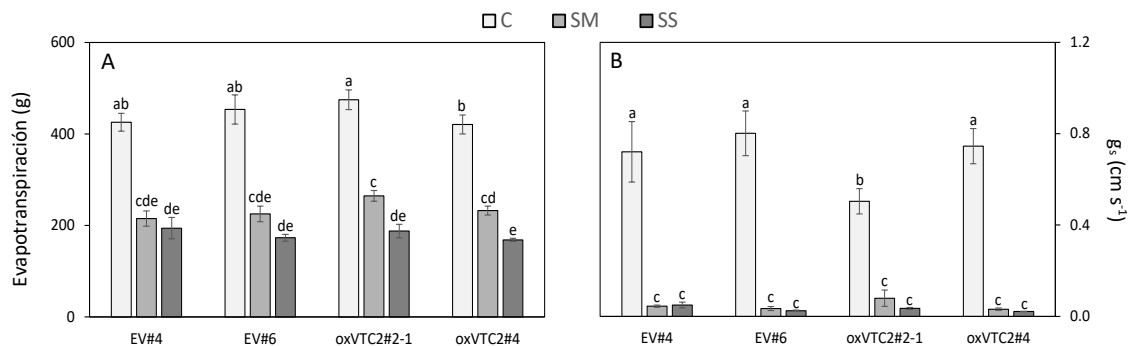 C SM SS
A
Evapotranspiración (g)
600
400
200
0
ab
cde
de
ab
cde
de
a
c
de
b
cd
e
EV#4 EV#6 oxVTC2#2-1 oxVTC2#4
B
a
c
c
a
c
c
b
c
c
a
c
c
EV#4 EV#6 oxVTC2#2-1 oxVTC2#4
1.2
0.8
0.4
0.0
gs (cm s-1)